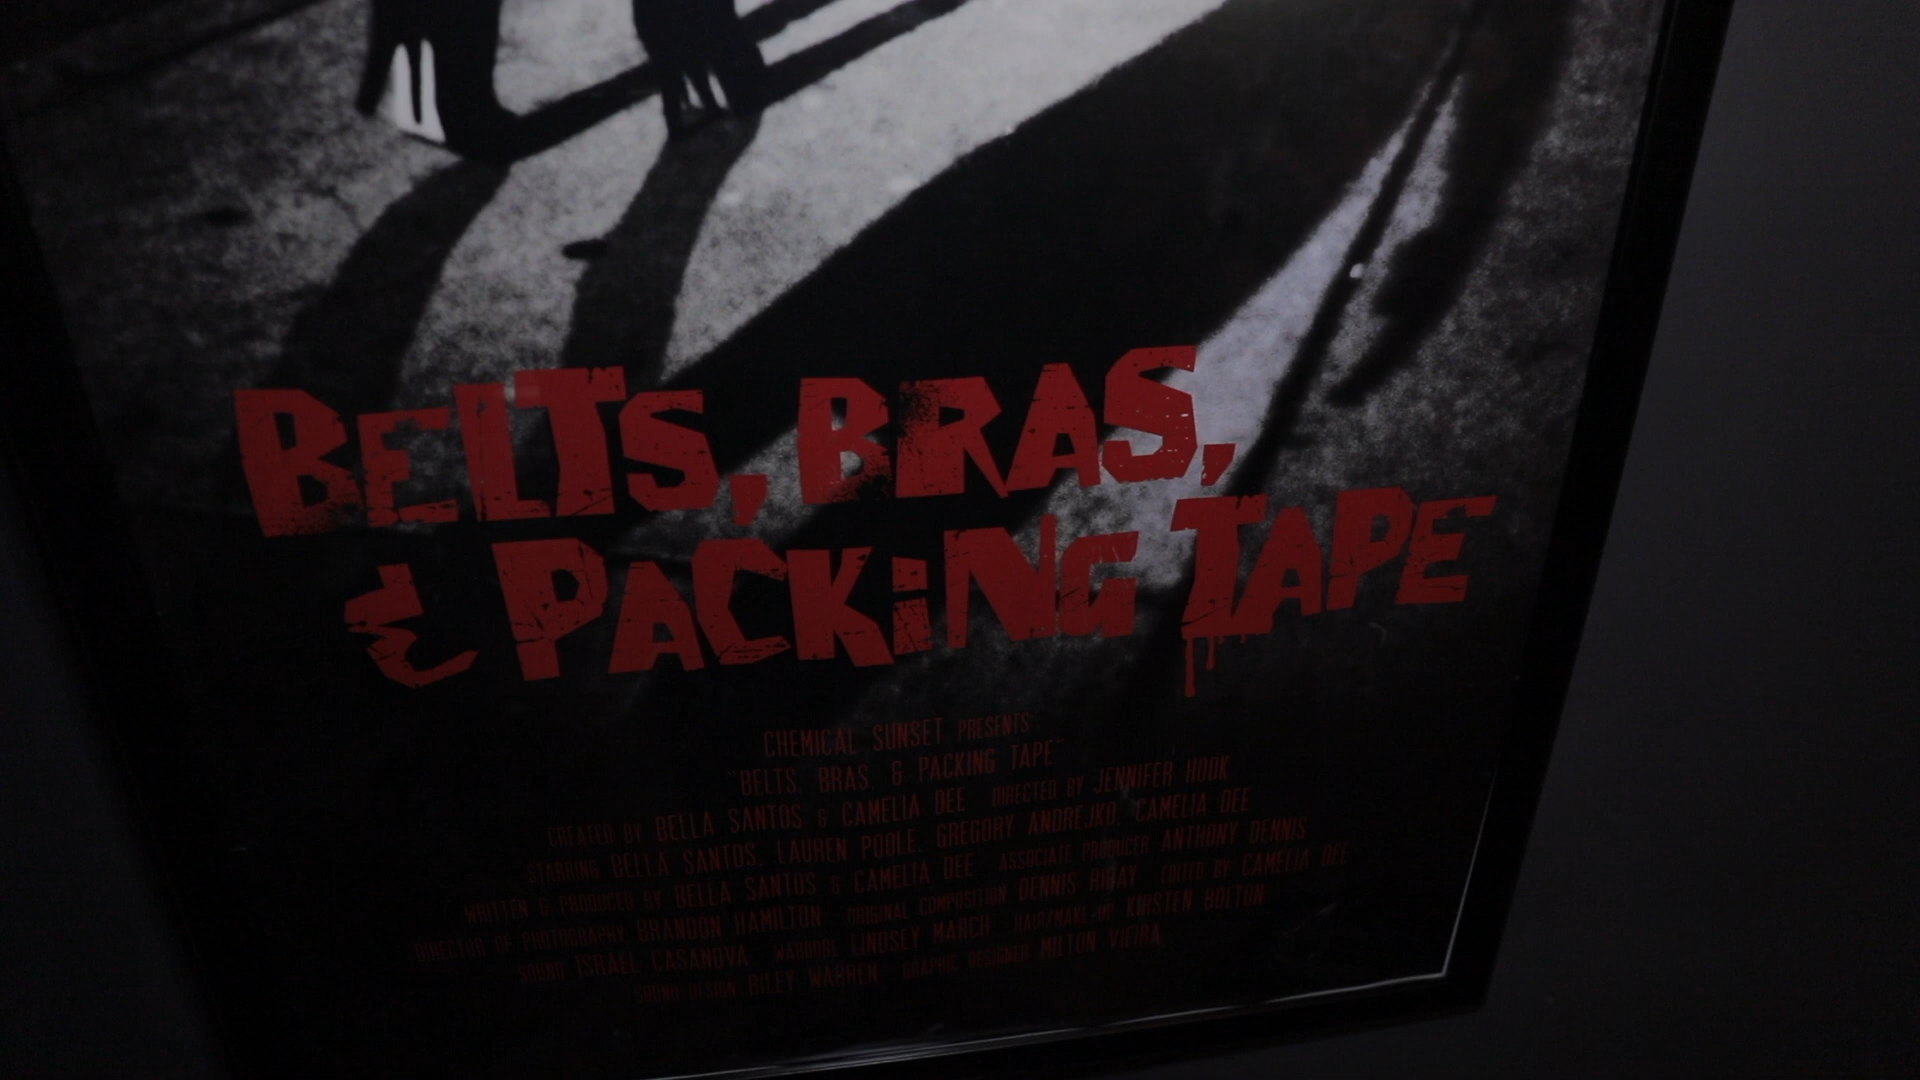 BELTS, BRAS,
& PACKING TAPE
CHEMICAL SUNSET PRESENTS
"BELTS, BRAS, & PACKING TAPE"
CREATED BY BELLA SANTOS & CAMELIA DEE DIRECTED BY JENNIFER HOOK
STARRING BELLA SANTOS, LAUREN POOLE, GREGORY ANDREJKO, CAMELIA DEE
WRITTEN & PRODUCED BY BELLA SANTOS & CAMELIA DEE ASSOCIATE PRODUCER ANTHONY DENNIS
DIRECTOR OF PHOTOGRAPHY BRANDON HAMILTON ORIGINAL COMPOSITION DENNIS EDITED BY CAMELIA DEE
SOUND ISRAEL CASANOVA WARDROBE LINDSLY MARCH HAIR/MAKE-UP KIRSTEN BOLTON
SOUND DESIGN RILEY WARREN GRAPHIC DESIGNER MILTON VIEIRA